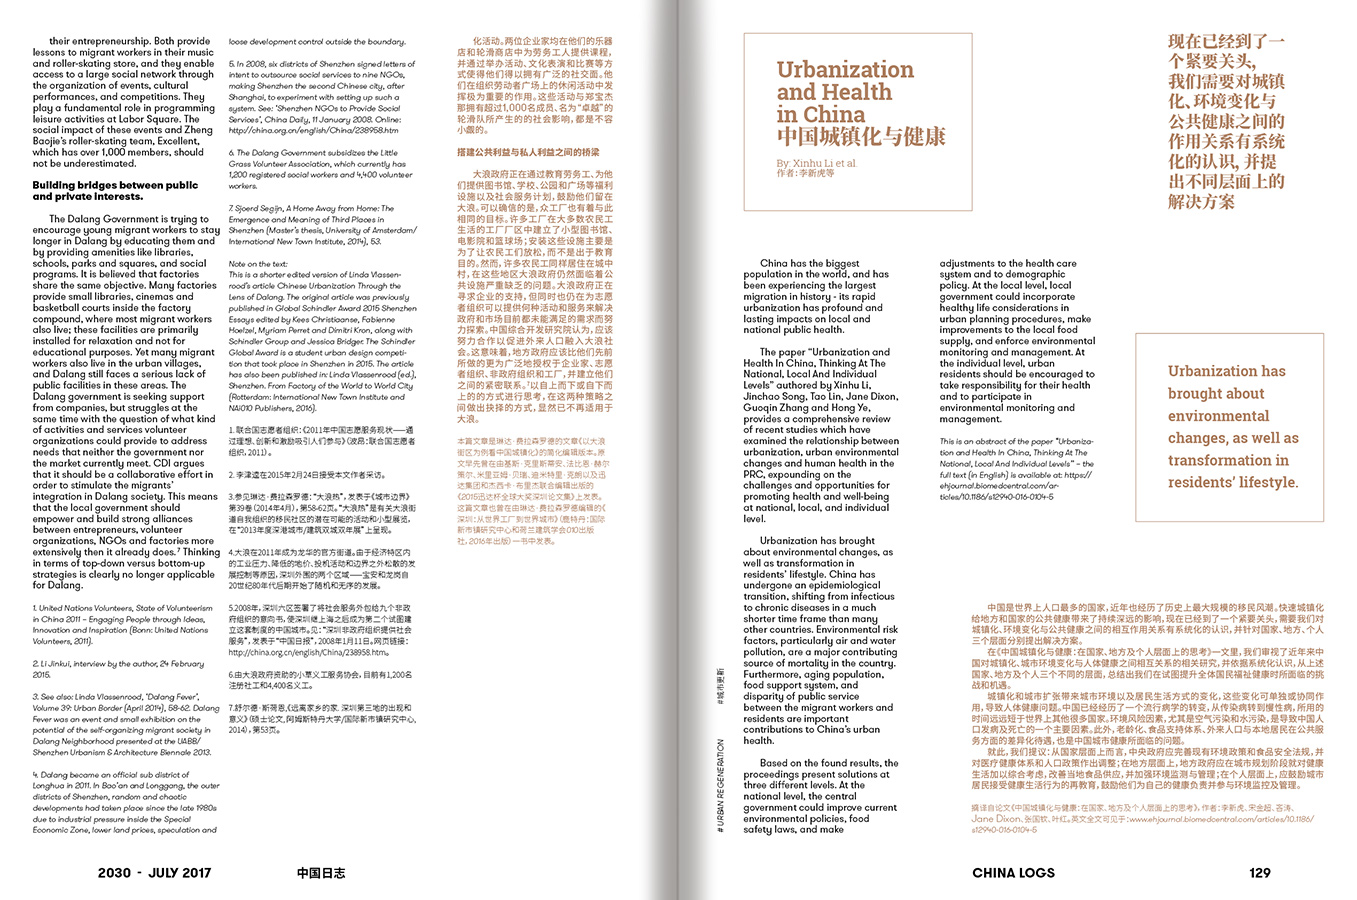 their entrepreneurship. Both provide
lessons to migrant workers in their music
and roller-skating store, and they enable
access to a large social network through
the organization of events, cultural
performances, and competitions. They
play a fundamental role in programming
leisure activities at Labor Square. The
social impact of these events and Zheng
Baojie's roller-skating team, Excellent,
which has over 1,000 members, should
not be underestimated.
Building bridges between public
and private interests.
The Dalang Government is trying to
encourage young migrant workers to stay
longer in Dalang by educating them and
by providing amenities like libraries,
schools, parks and squares, and social
programs. It is believed that factories
share the same objective. Many factories
provide small libraries, cinemas and
basketball courts inside the factory
compound, where most migrant workers
also live; these facilities are primarily
installed for relaxation and not for
educational purposes. Yet many migrant
workers also live in the urban villages,
and Dalang still faces a serious lack of
public facilities in these areas. The
Dalang government is seeking support
from companies, but struggles at the
same time with the question of what kind
of activities and services volunteer
organizations could provide to address
needs that neither the government nor
the market currently meet. CDI argues
that it should be a collaborative effort in
order to stimulate the migrants'
integration in Dalang society. This means
that the local government should
empower and build strong alliances
between entrepreneurs, volunteer
organizations, NGOs and factories more
extensively then it already does.⁷ Thinking
in terms of top-down versus bottom-up
strategies is clearly no longer applicable
for Dalang.
1. United Nations Volunteers, State of Volunteerism
in China 2011 – Engaging People through Ideas,
Innovation and Inspiration (Bonn: United Nations
Volunteers, 2011).
2. Li Jinkui, interview by the author, 24 February
2015.
3. See also: Linda Vlassenrood, 'Dalang Fever',
Volume 39: Urban Border (April 2014), 58-62. Dalang
Fever was an event and small exhibition on the
potential of the self-organizing migrant society in
Dalang Neighborhood presented at the UABB/
Shenzhen Urbanism & Architecture Biennale 2013.
4. Dalang became an official sub district of
Longhua in 2011. In Bao'an and Longgang, the outer
districts of Shenzhen, random and chaotic
developments had taken place since the late 1980s
due to industrial pressure inside the Special
Economic Zone, lower land prices, speculation and
loose development control outside the boundary.
5. In 2008, six districts of Shenzhen signed letters of
intent to outsource social services to nine NGOs,
making Shenzhen the second Chinese city, after
Shanghai, to experiment with setting up such a
system. See: 'Shenzhen NGOs to Provide Social
Services', China Daily, 11 January 2008. Online:
http://china.org.cn/english/China/238958.htm
6. The Dalang Government subsidizes the Little
Grass Volunteer Association, which currently has
1,200 registered social workers and 4,400 volunteer
workers.
7. Sjoerd Segijn, A Home Away from Home: The
Emergence and Meaning of Third Places in
Shenzhen (Master's thesis, University of Amsterdam/
International New Town Institute, 2014), 53.
Note on the text:
This is a shorter edited version of Linda Vlassen-
rood's article Chinese Urbanization Through the
Lens of Dalang. The original article was previously
published in Global Schindler Award 2015 Shenzhen
Essays edited by Kees Christiaanse, Fabienne
Hoelzel, Myriam Perret and Dimitri Kron, along with
Schindler Group and Jessica Bridger. The Schindler
Global Award is a student urban design competi-
tion that took place in Shenzhen in 2015. The article
has also been published in: Linda Vlassenrood (ed.),
Shenzhen. From Factory of the World to World City
(Rotterdam: International New Town Institute and
NAi010 Publishers, 2016).
1. 联合国志愿者组织:《2011年中国志愿服务现状——通
过理想、创新和激励吸引人们参与》(波昂:联合国志愿者
组织, 2011)。
2. 李津逵在2015年2月24日接受本文作者采访。
3.参见琳达·费拉森罗德:“大浪热”,发表于《城市边界》
第39卷(2014年4月), 第58-62页。“大浪热”是有关大浪街
道自我组织的移民社区的潜在可能的活动和小型展览,
在“2013年度深港城市/建筑双城双年展”上呈现。
4.大浪在2011年成为龙华的官方街道。由于经济特区内
的工业压力、降低的地价、投机活动和边界之外松散的发
展控制等原因,深圳外围的两个区域——宝安和龙岗自
20世纪80年代后期开始了随机和无序的发展。
5.2008年,深圳六区签署了将社会服务外包给九个非政
府组织的意向书,使深圳继上海之后成为第二个试图建
立这套制度的中国城市。见:“深圳非政府组织提供社会
服务”,发表于“中国日报”,2008年1月11日。网页链接:
http://china.org.cn/english/China/238958.htm。
6.由大浪政府资助的小草义工服务协会,目前有1,200名
注册社工和4,400名义工。
7.舒尔德·斯荷恩,《远离家乡的家. 深圳第三地的出现和
意义》(硕士论文,阿姆斯特丹大学/国际新市镇研究中心,
2014),第53页。
化活动。两位企业家均在他们的乐器
店和轮滑商店中为劳务工人提供课程,
并通过举办活动、文化表演和比赛等方
式使得他们得以拥有广泛的社交面。他
们在组织劳动者广场上的休闲活动中发
挥极为重要的作用。这些活动与郑宝杰
那拥有超过1,000名成员、名为“卓越”的
轮滑队所产生的的社会影响,都是不容
小觑的。
搭建公共利益与私人利益之间的桥梁
大浪政府正在通过教育劳务工、为他
们提供图书馆、学校、公园和广场等福利
设施以及社会服务计划,鼓励他们留在
大浪。可以确信的是,众工厂也有着与此
相同的目标。许多工厂在大多数农民工
生活的工厂厂区中建立了小型图书馆、
电影院和篮球场;安装这些设施主要是
为了让农民工们放松,而不是出于教育
目的。然而,许多农民工同样居住在城中
村,在这些地区大浪政府仍然面临着公
共设施严重缺乏的问题。大浪政府正在
寻求企业的支持,但同时也仍在为志愿
者组织可以提供何种活动和服务来解决
政府和市场目前都未能满足的需求而努
力探索。中国综合开发研究院认为,应该
努力合作以促进外来人口融入大浪社
会。这意味着,地方政府应该比他们先前
所做的更为广泛地授权于企业家、志愿
者组织、非政府组织和工厂,并建立他们
之间的紧密联系。⁷以自上而下或自下而
上的的方式进行思考,在这两种策略之
间做出抉择的方式,显然已不再适用于
大浪。
本篇文章是琳达·费拉森罗德的文章《以大浪
街区为例看中国城镇化》的简化编辑版本。原
文早先曾在由基斯·克里斯蒂安、法比恩·赫尔
策尔、米里亚姆·贝瑞、迪米特里·克朗以及迅
达集团和杰西卡·布里杰联合编辑出版的
《2015迅达杯全球大奖深圳论文集》上发表。
这篇文章也曾在由琳达·费拉森罗德编辑的《
深圳:从世界工厂到世界城市》(鹿特丹:国际
新市镇研究中心和荷兰建筑学会010出版
社,2016年出版)一书中发表。
2030 - JULY 2017
中国日志
#城市更新
# URBAN REGENERATION
Urbanization
and Health
in China
中国城镇化与健康
By: Xinhu Li et al.
作者: 李新虎等
China has the biggest
population in the world, and has
been experiencing the largest
migration in history - its rapid
urbanization has profound and
lasting impacts on local and
national public health.
The paper “Urbanization and
Health In China, Thinking At The
National, Local And Individual
Levels” authored by Xinhu Li,
Jinchao Song, Tao Lin, Jane Dixon,
Guoqin Zhang and Hong Ye,
provides a comprehensive review
of recent studies which have
examined the relationship between
urbanization, urban environmental
changes and human health in the
PRC, expounding on the
challenges and opportunities for
promoting health and well-being
at national, local, and individual
level.
Urbanization has brought
about environmental changes, as
well as transformation in
residents' lifestyle. China has
undergone an epidemiological
transition, shifting from infectious
to chronic diseases in a much
shorter time frame than many
other countries. Environmental risk
factors, particularly air and water
pollution, are a major contributing
source of mortality in the country.
Furthermore, aging population,
food support system, and
disparity of public service
between the migrant workers and
residents are important
contributions to China's urban
health.
Based on the found results, the
proceedings present solutions at
three different levels. At the
national level, the central
government could improve current
environmental policies, food
safety laws, and make
adjustments to the health care
system and to demographic
policy. At the local level, local
government could incorporate
healthy life considerations in
urban planning procedures, make
improvements to the local food
supply, and enforce environmental
monitoring and management. At
the individual level, urban
residents should be encouraged to
take responsibility for their health
and to participate in
environmental monitoring and
management.
This is an abstract of the paper “Urbaniza-
tion and Health In China, Thinking At The
National, Local And Individual Levels” – the
full text (in English) is available at: https://
ehjournal.biomedcentral.com/ar-
ticles/10.1186/s12940-016-0104-5
现在已经到了一
个紧要关头,
我们需要对城镇
化、环境变化与
公共健康之间的
作用关系有系统
化的认识, 并提
出不同层面上的
解决方案
Urbanization has
brought about
environmental
changes, as well as
transformation in
residents' lifestyle.
中国是世界上人口最多的国家,近年也经历了历史上最大规模的移民风潮。快速城镇化
给地方和国家的公共健康带来了持续深远的影响,现在已经到了一个紧要关头,需要我们对
城镇化、环境变化与公共健康之间的相互作用关系有系统化的认识,并针对国家、地方、个人
三个层面分别提出解决方案。
在《中国城镇化与健康:在国家、地方及个人层面上的思考》一文里,我们审视了近年来中
国对城镇化、城市环境变化与人体健康之间相互关系的相关研究,并依据系统化认识,从上述
国家、地方及个人三个不同的层面,总结出我们在试图提升全体国民福祉健康时所面临的挑
战和机遇。
城镇化和城市扩张带来城市环境以及居民生活方式的变化,这些变化可单独或协同作
用,导致人体健康问题。中国已经经历了一个流行病学的转变,从传染病转到慢性病,所用的
时间远远短于世界上其他很多国家。环境风险因素,尤其是空气污染和水污染,是导致中国人
口发病及死亡的一个主要因素。此外,老龄化、食品支持体系、外来人口与本地居民在公共服
务方面的差异化待遇,也是中国城市健康所面临的问题。
就此,我们提议:从国家层面上而言,中央政府应完善现有环境政策和食品安全法规,并
对医疗健康体系和人口政策作出调整;在地方层面上,地方政府应在城市规划阶段就对健康
生活加以综合考虑,改善当地食品供应,并加强环境监测与管理;在个人层面上,应鼓励城市
居民接受健康生活行为的再教育,鼓励他们为自己的健康负责并参与环境监控及管理。
摘译自论文《中国城镇化与健康:在国家、地方及个人层面上的思考》, 作者:李新虎、宋金超、吝涛、
Jane Dixon、张国钦、叶红。英文全文可见于:www.ehjournal.biomedcentral.com/articles/10.1186/
s12940-016-0104-5
CHINA LOGS
129